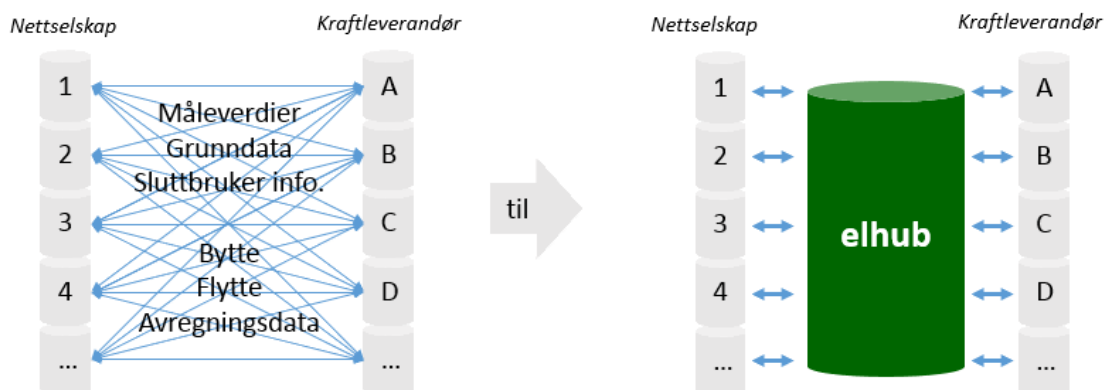 Nettselskap
Kraftleverandør
1
A
Måleverdier
2
Grunndata
B
Sluttbruker info.
3
C
Bytte
4
Flytte
D
Avregningsdata
...
...
til
Nettselskap
Kraftleverandør
1
A
2
B
3
elhub
C
4
D
...
...